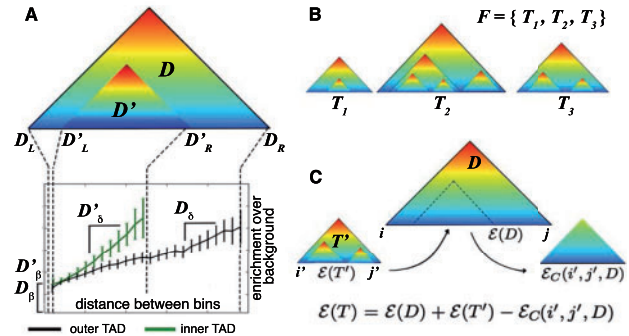 A
D
D'
D_L
D'_L
D'_R
D_R
D'_δ
D_δ
D'_β
D_β
distance between bins
enrichment over
background
outer TAD
inner TAD
B
F = { T_1, T_2, T_3 }
T_1
T_2
T_3
C
D
i
ℰ(D)
j
T'
i'
j'
ℰ(T')
ℰ_C(i', j', D)
ℰ(T) = ℰ(D) + ℰ(T') − ℰ_C(i', j', D)